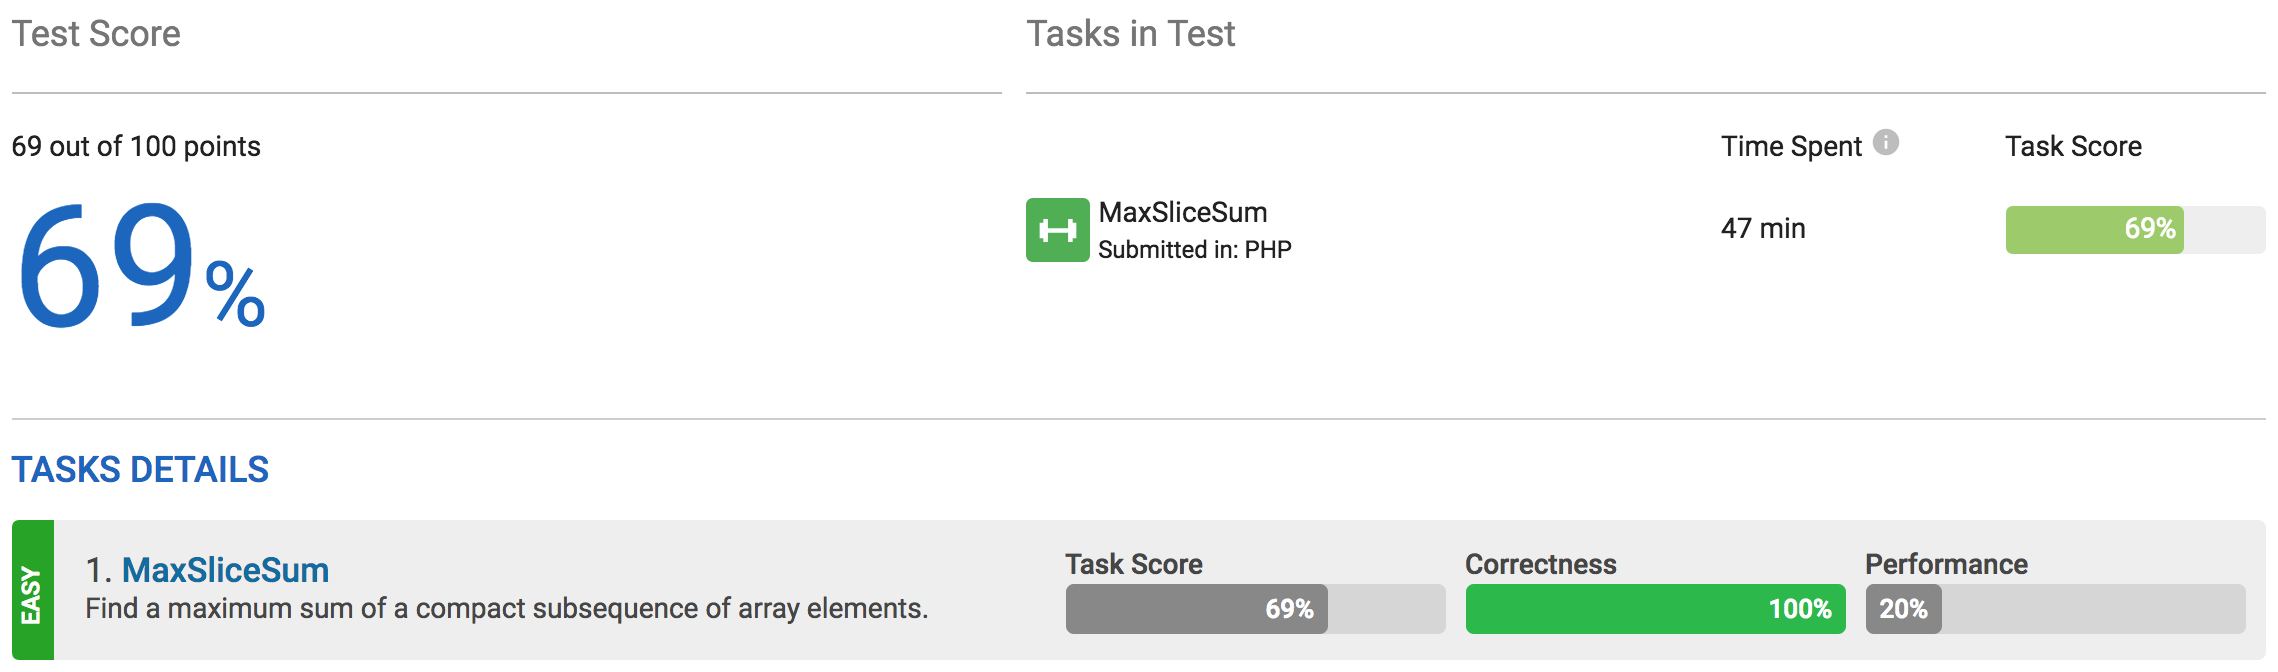 Test Score
Tasks in Test
69 out of 100 points
69%
Time Spent
Task Score
MaxSliceSum
Submitted in: PHP
47 min
69%
TASKS DETAILS
EASY
1. MaxSliceSum
Find a maximum sum of a compact subsequence of array elements.
Task Score
69%
Correctness
100%
Performance
20%